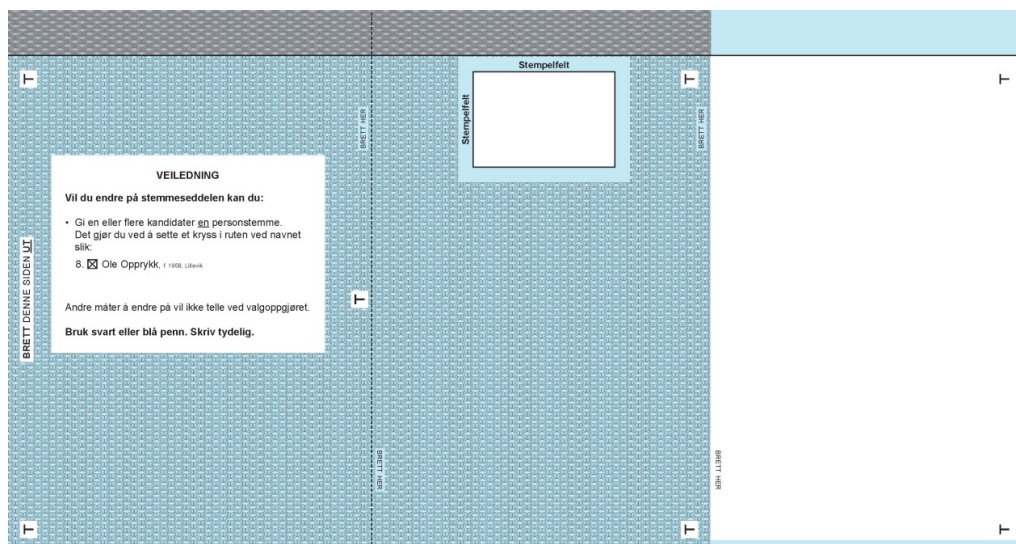 T
BRETT DENNE SIDEN UT
T
VEILEDNING
Vil du endre på stemmeseddelen kan du:
• Gi en eller flere kandidater en personstemme.
Det gjør du ved å sette et kryss i ruten ved navnet
slik:
8. ☒ Ole Opprykk, f. 1958, Lillevik
Andre måter å endre på vil ikke telle ved valgoppgjøret.
Bruk svart eller blå penn. Skriv tydelig.
BRETT HER
T
BRETT HER
Stempelfelt
Stempelfelt
T
BRETT HER
T
BRETT HER
T
T